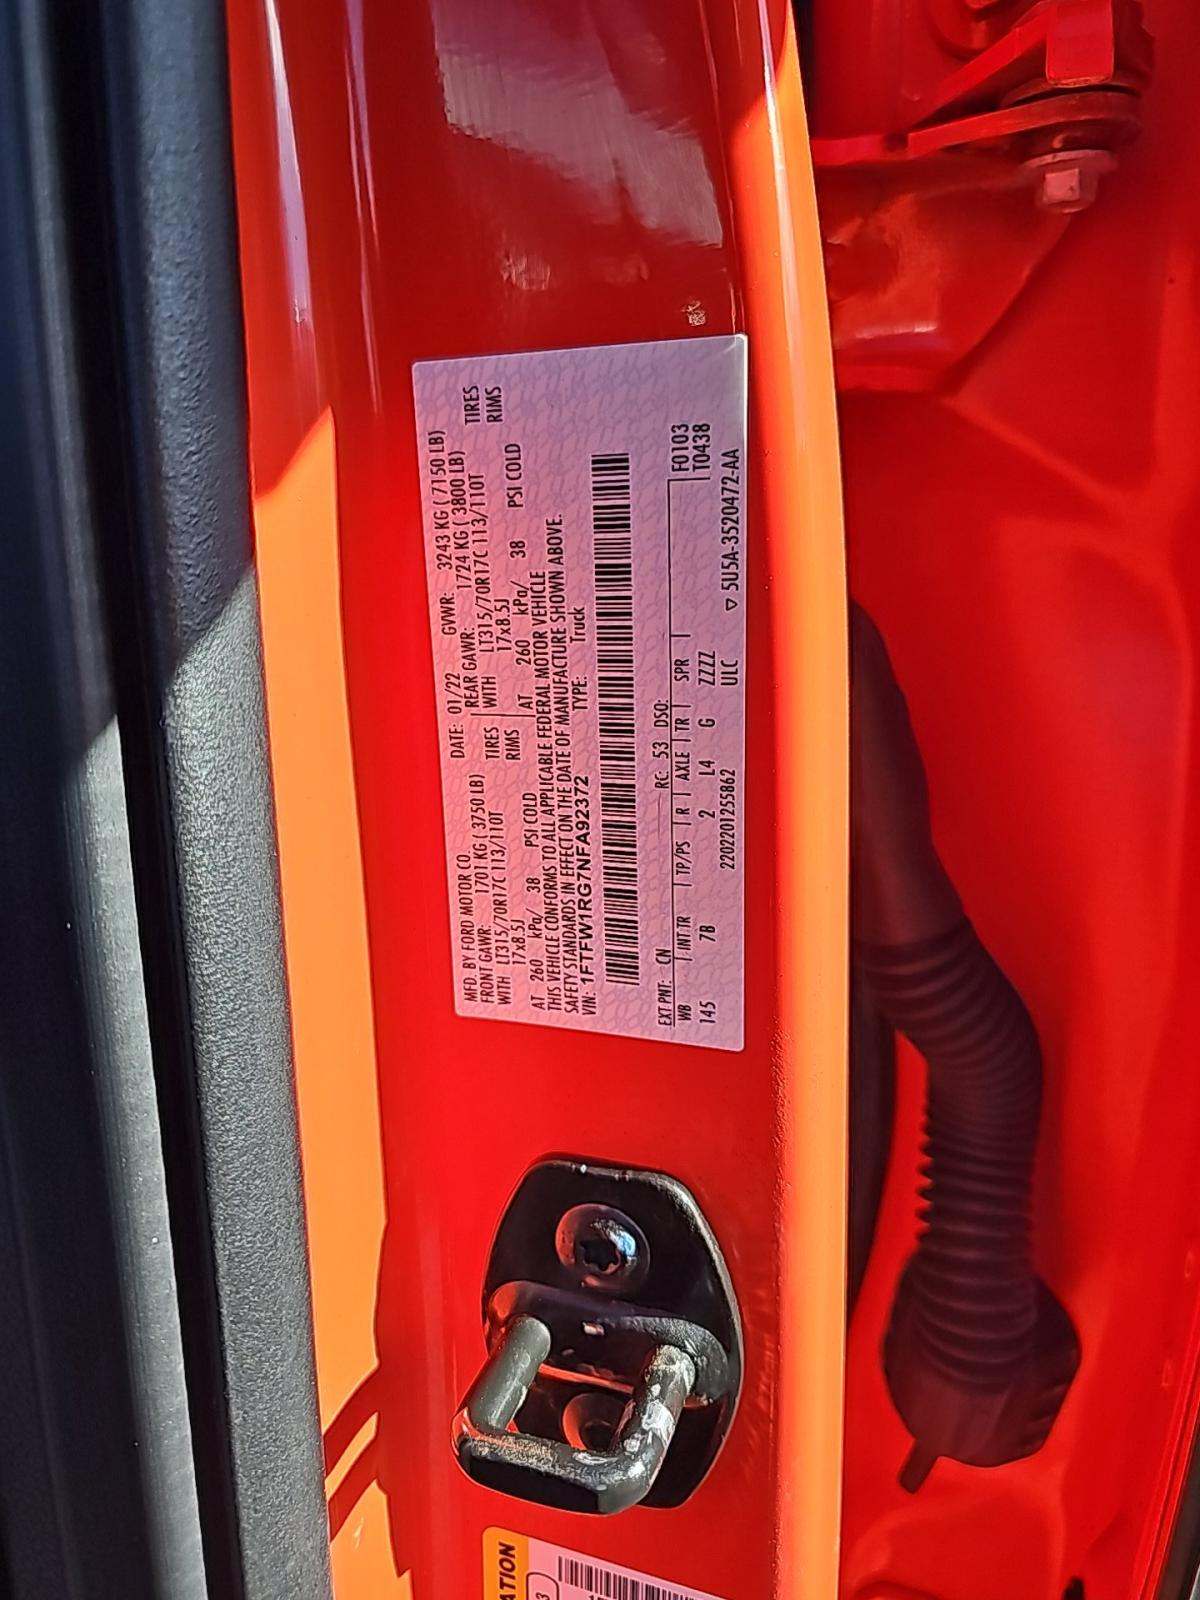 MFD. BY FORD MOTOR CO.
DATE: 01/22 GVWR: 3243 KG ( 7150 LB)
FRONT GAWR: 1701 KG ( 3750 LB) REAR GAWR: 1724 KG ( 3800 LB)
WITH LT315/70R17C 113/110T TIRES WITH LT315/70R17C 113/110T TIRES
17x8.5J RIMS 17x8.5J RIMS
AT 260 kPa/ 38 PSI COLD AT 260 kPa/ 38 PSI COLD
THIS VEHICLE CONFORMS TO ALL APPLICABLE FEDERAL MOTOR VEHICLE
SAFETY STANDARDS IN EFFECT ON THE DATE OF MANUFACTURE SHOWN ABOVE.
VIN: 1FTFW1RG7NFA92372 TYPE: Truck
EXT PNT: CN RC: 53 DSO: F0103
WB | INT TR | TP/PS | R | AXLE | TR | SPR | T0438
145 7B 2 L4 G ZZZZ
2202201255862 ULC ▽ 5U5A-3520472-AA
ATION
3